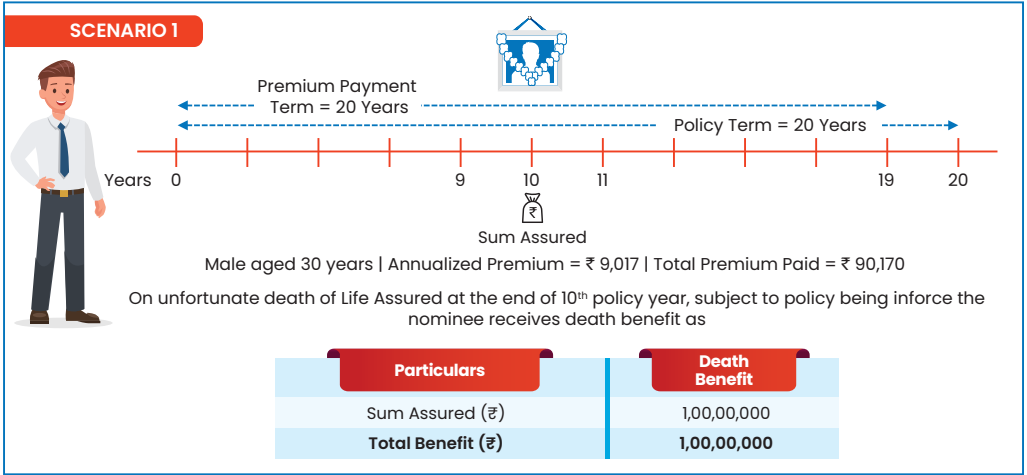 SCENARIO 1
Premium Payment
Term = 20 Years
Policy Term = 20 Years
Years 0 9 10 11 19 20
₹
Sum Assured
Male aged 30 years | Annualized Premium = ₹ 9,017 | Total Premium Paid = ₹ 90,170
On unfortunate death of Life Assured at the end of 10th policy year, subject to policy being inforce the
nominee receives death benefit as
Particulars Death
Benefit
Sum Assured (₹) 1,00,00,000
Total Benefit (₹) 1,00,00,000